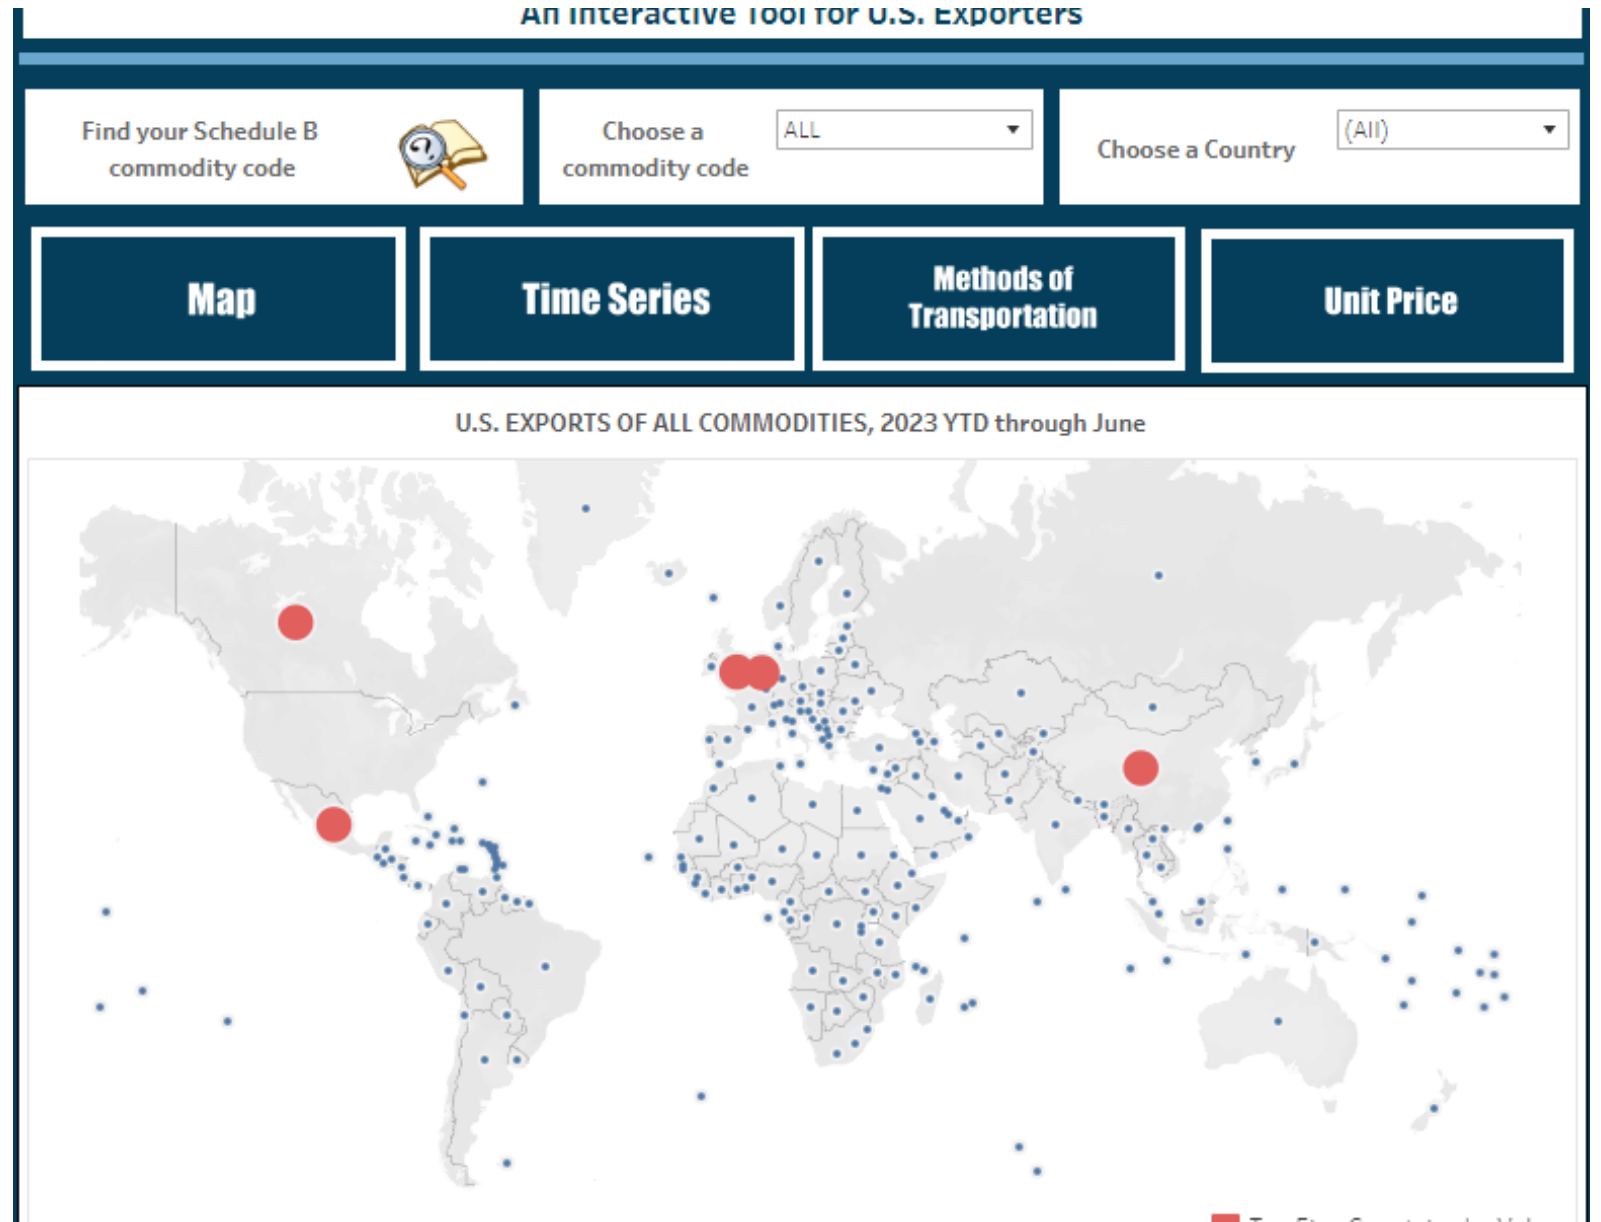 An Interactive Tool for U.S. Exporters
Find your Schedule B
commodity code
Choose a
commodity code
ALL
Choose a Country
(All)
Map
Time Series
Methods of
Transportation
Unit Price
U.S. EXPORTS OF ALL COMMODITIES, 2023 YTD through June